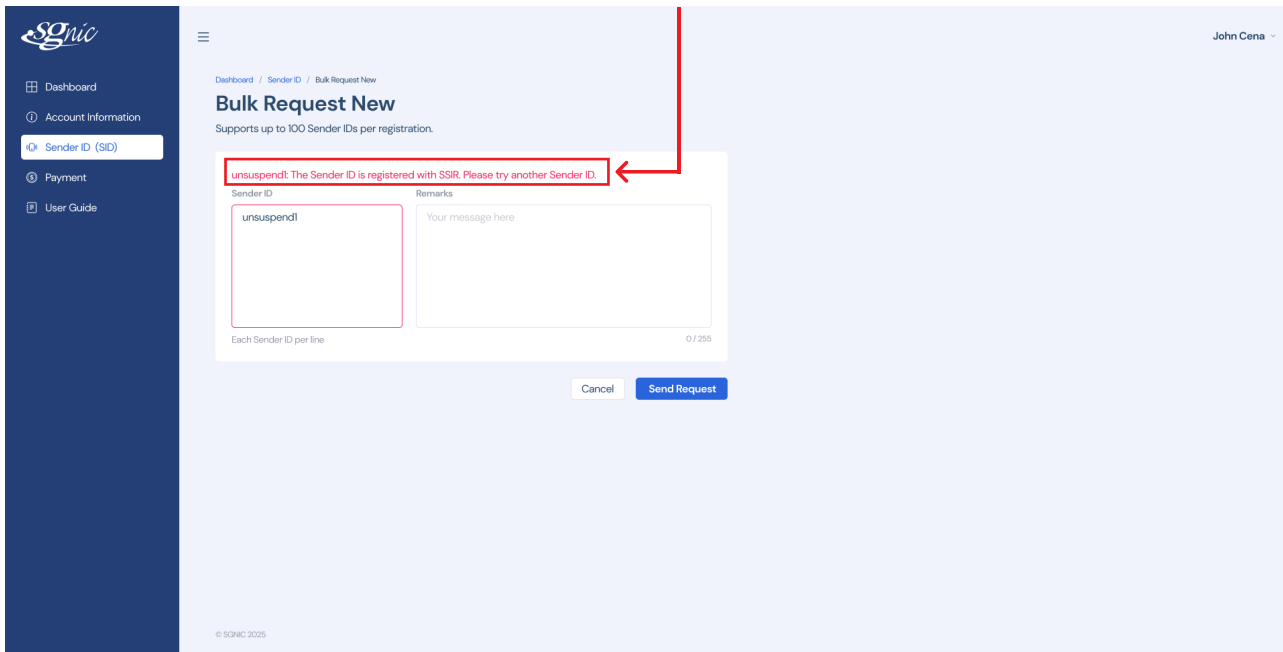 sgnic
John Cena
Dashboard
Account Information
Sender ID (SID)
Payment
User Guide
Dashboard / Sender ID / Bulk Request New
Bulk Request New
Supports up to 100 Sender IDs per registration.
unsuspend1: The Sender ID is registered with SSIR. Please try another Sender ID.
Sender ID
Remarks
unsuspend1
Your message here
Each Sender ID per line
0 / 255
Cancel
Send Request
© SGNIC 2025